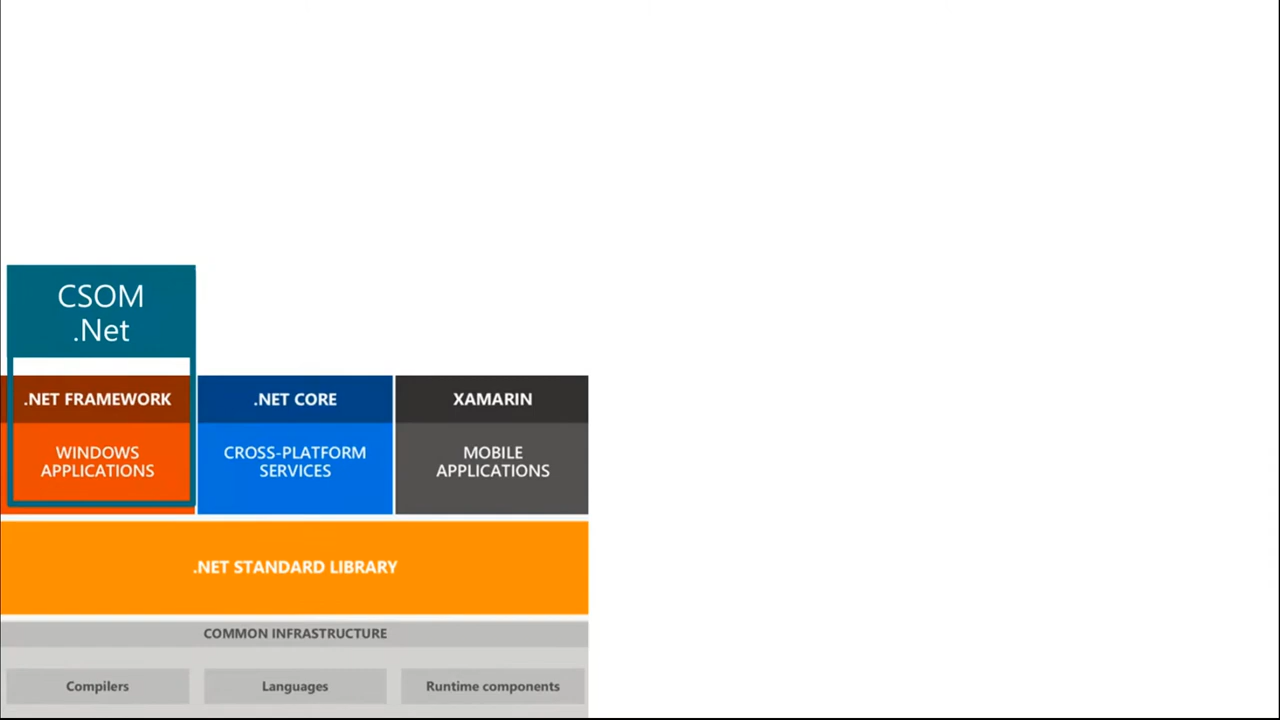 CSOM
.Net
.NET FRAMEWORK
.NET CORE
XAMARIN
WINDOWS
APPLICATIONS
CROSS-PLATFORM
SERVICES
MOBILE
APPLICATIONS
.NET STANDARD LIBRARY
COMMON INFRASTRUCTURE
Compilers
Languages
Runtime components